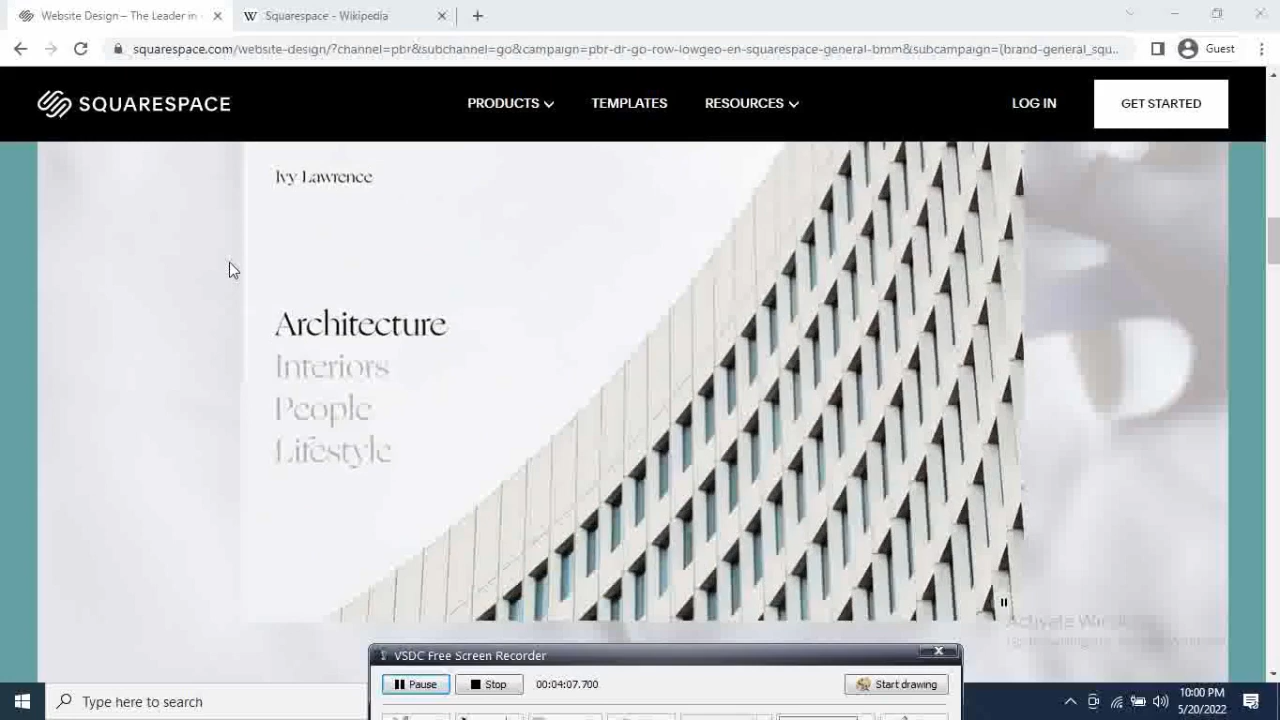 Website Design – The Leader in
Squarespace - Wikipedia
squarespace.com/website-design/?channel=pbr&subchannel=go&campaign=pbr-dr-go-row-lowgeo-en-squarespace-general-bmm&subcampaign=(brand-general_squ...
Guest
SQUARESPACE
PRODUCTS
TEMPLATES
RESOURCES
LOG IN
GET STARTED
Ivy Lawrence
Architecture
Interiors
People
Lifestyle
VSDC Free Screen Recorder
Pause
Stop
00:04:07.700
Start drawing
Type here to search
10:00 PM
5/20/2022